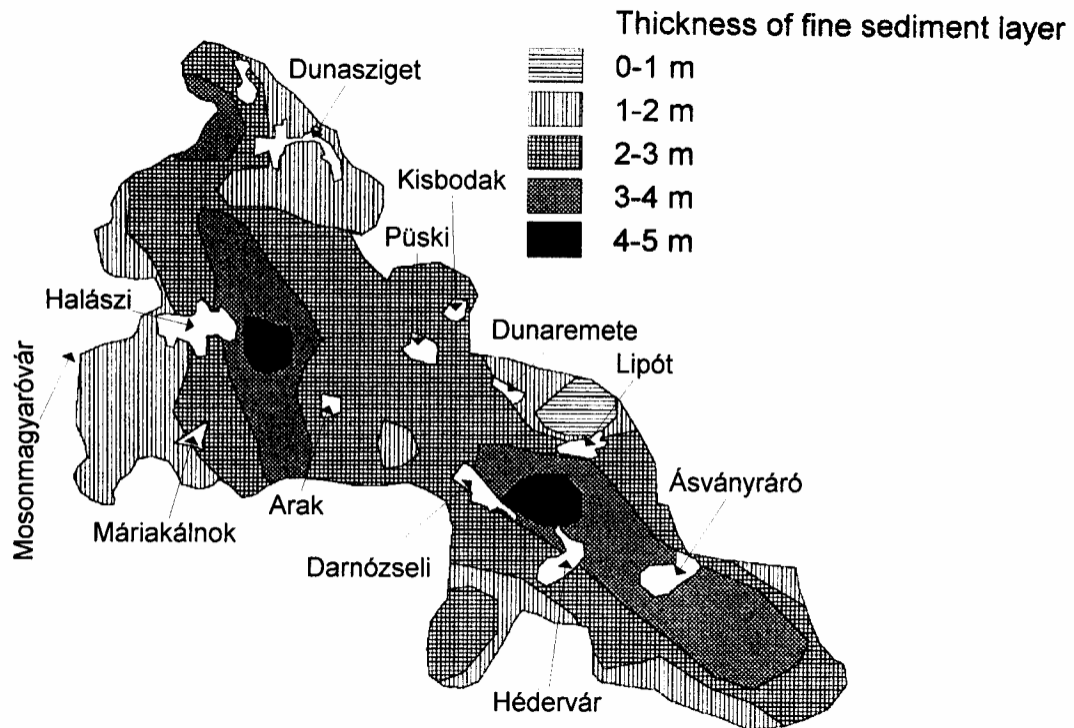 Thickness of fine sediment layer
0-1 m
1-2 m
2-3 m
3-4 m
4-5 m
Dunasziget
Kisbodak
Püski
Halászi
Dunaremete
Lipót
Mosonmagyaróvár
Ásványráró
Arak
Máriakálnok
Darnózseli
Hédervár